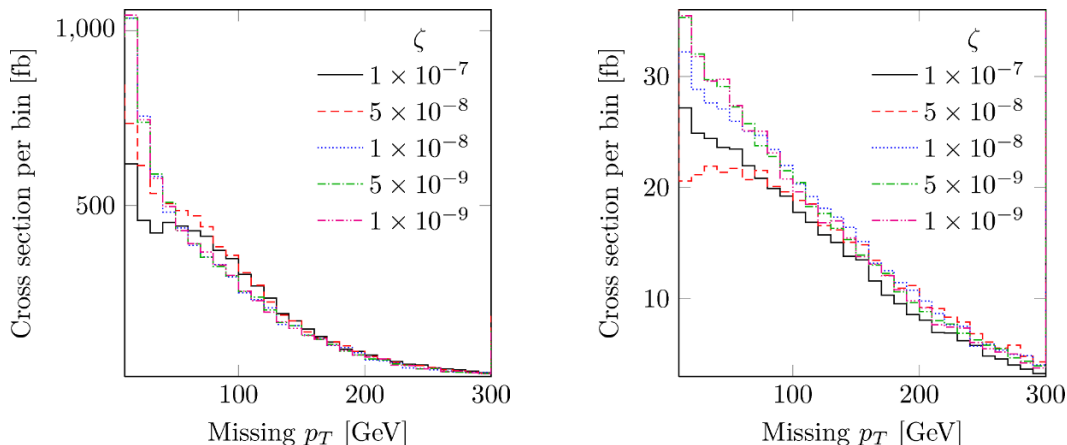 Cross section per bin [fb]
1,000
500
100
200
300
Missing p_T [GeV]
ζ
1 × 10⁻⁷
5 × 10⁻⁸
1 × 10⁻⁸
5 × 10⁻⁹
1 × 10⁻⁹
Cross section per bin [fb]
30
20
10
100
200
300
Missing p_T [GeV]
ζ
1 × 10⁻⁷
5 × 10⁻⁸
1 × 10⁻⁸
5 × 10⁻⁹
1 × 10⁻⁹